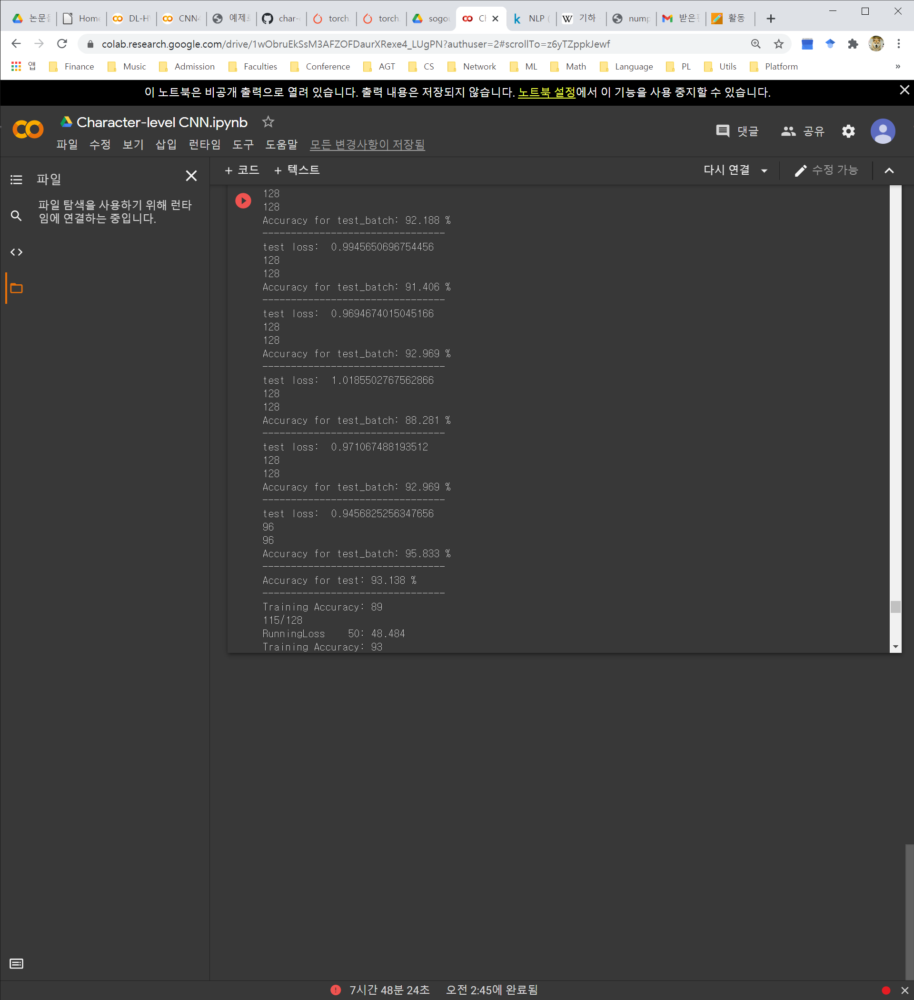 논문 Home DL-H CNN4 예제 char- torch. torch. sogou Ch NLP ( 기하 nump 받은 활동
colab.research.google.com/drive/1wObruEkSsM3AFZOFDaurXRexe4_LUgPN?authuser=2#scrollTo=z6yTZppkJewf
앱 Finance Music Admission Faculties Conference AGT CS Network ML Math Language PL Utils Platform »
이 노트북은 비공개 출력으로 열려 있습니다. 출력 내용은 저장되지 않습니다. 노트북 설정에서 이 기능을 사용 중지할 수 있습니다.
Character-level CNN.ipynb
댓글 공유
파일 수정 보기 삽입 런타임 도구 도움말 모든 변경사항이 저장됨
파일
+ 코드 + 텍스트
다시 연결 수정 가능
파일 탐색을 사용하기 위해 런타
임에 연결하는 중입니다.
128
128
Accuracy for test_batch: 92.188 %
--------------------------------
test loss: 0.9945650696754456
128
128
Accuracy for test_batch: 91.406 %
--------------------------------
test loss: 0.9694674015045166
128
128
Accuracy for test_batch: 92.969 %
--------------------------------
test loss: 1.0185502767562866
128
128
Accuracy for test_batch: 88.281 %
--------------------------------
test loss: 0.971067488193512
128
128
Accuracy for test_batch: 92.969 %
--------------------------------
test loss: 0.9456825256347656
96
96
Accuracy for test_batch: 95.833 %
--------------------------------
Accuracy for test: 93.138 %
--------------------------------
Training Accuracy: 89
115/128
RunningLoss 50: 48.484
Training Accuracy: 93
7시간 48분 24초 오전 2:45에 완료됨